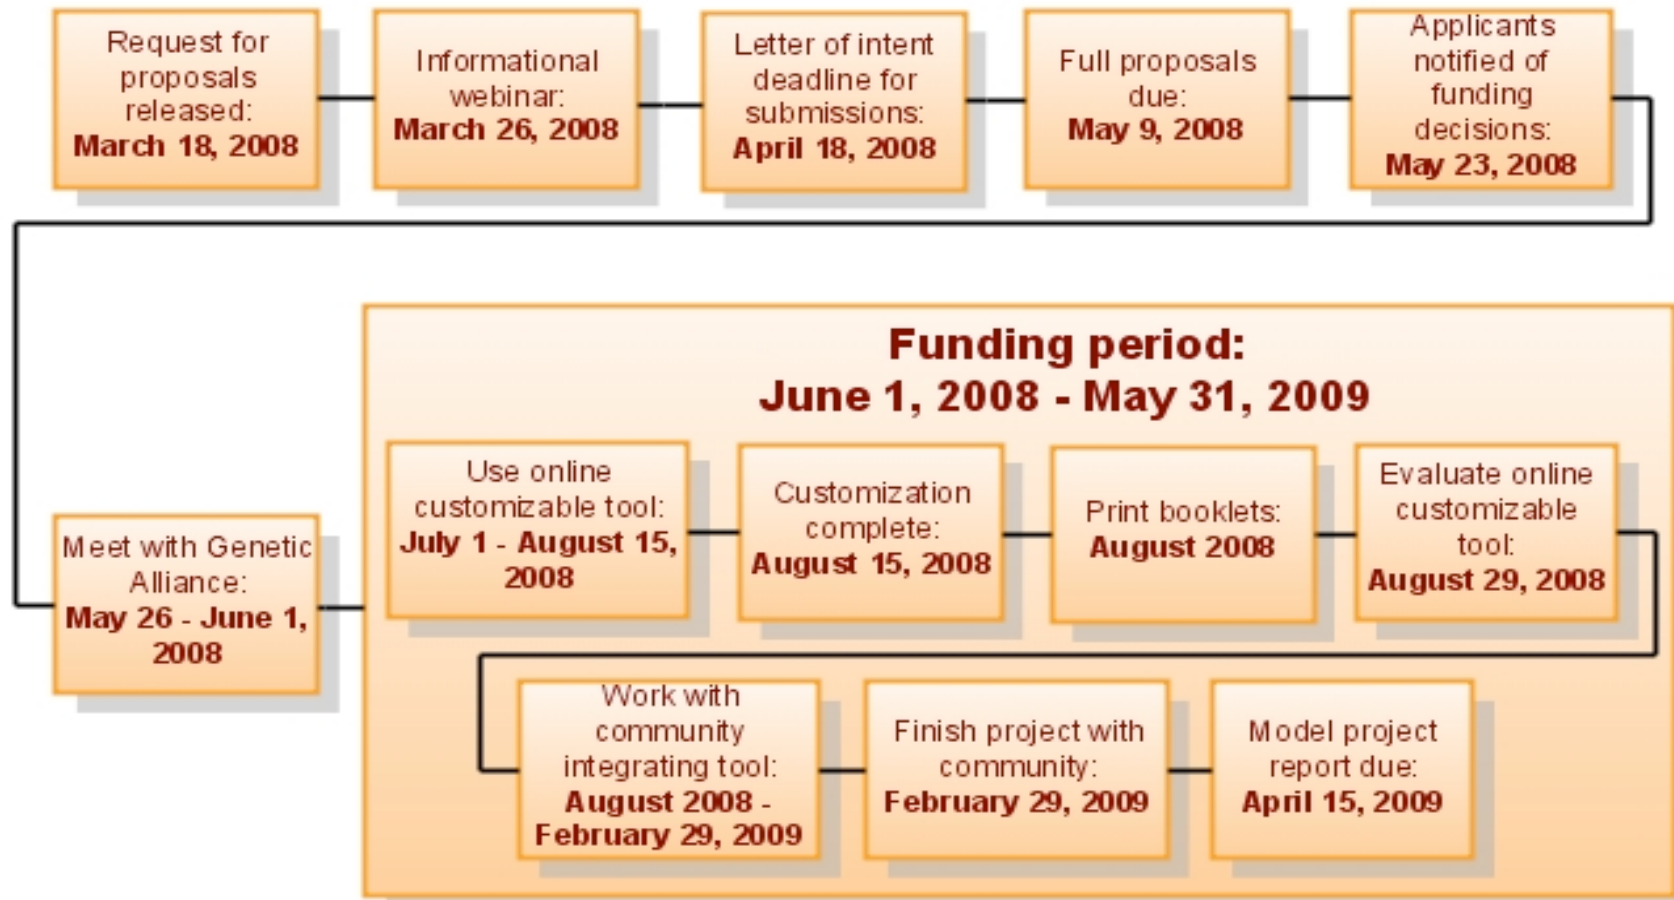 Request for
proposals
released:
March 18, 2008
Informational
webinar:
March 26, 2008
Letter of intent
deadline for
submissions:
April 18, 2008
Full proposals
due:
May 9, 2008
Applicants
notified of
funding
decisions:
May 23, 2008
Meet with Genetic
Alliance:
May 26 - June 1,
2008
Funding period:
June 1, 2008 - May 31, 2009
Use online
customizable tool:
July 1 - August 15,
2008
Customization
complete:
August 15, 2008
Print booklets:
August 2008
Evaluate online
customizable
tool:
August 29, 2008
Work with
community
integrating tool:
August 2008 -
February 29, 2009
Finish project with
community:
February 29, 2009
Model project
report due:
April 15, 2009